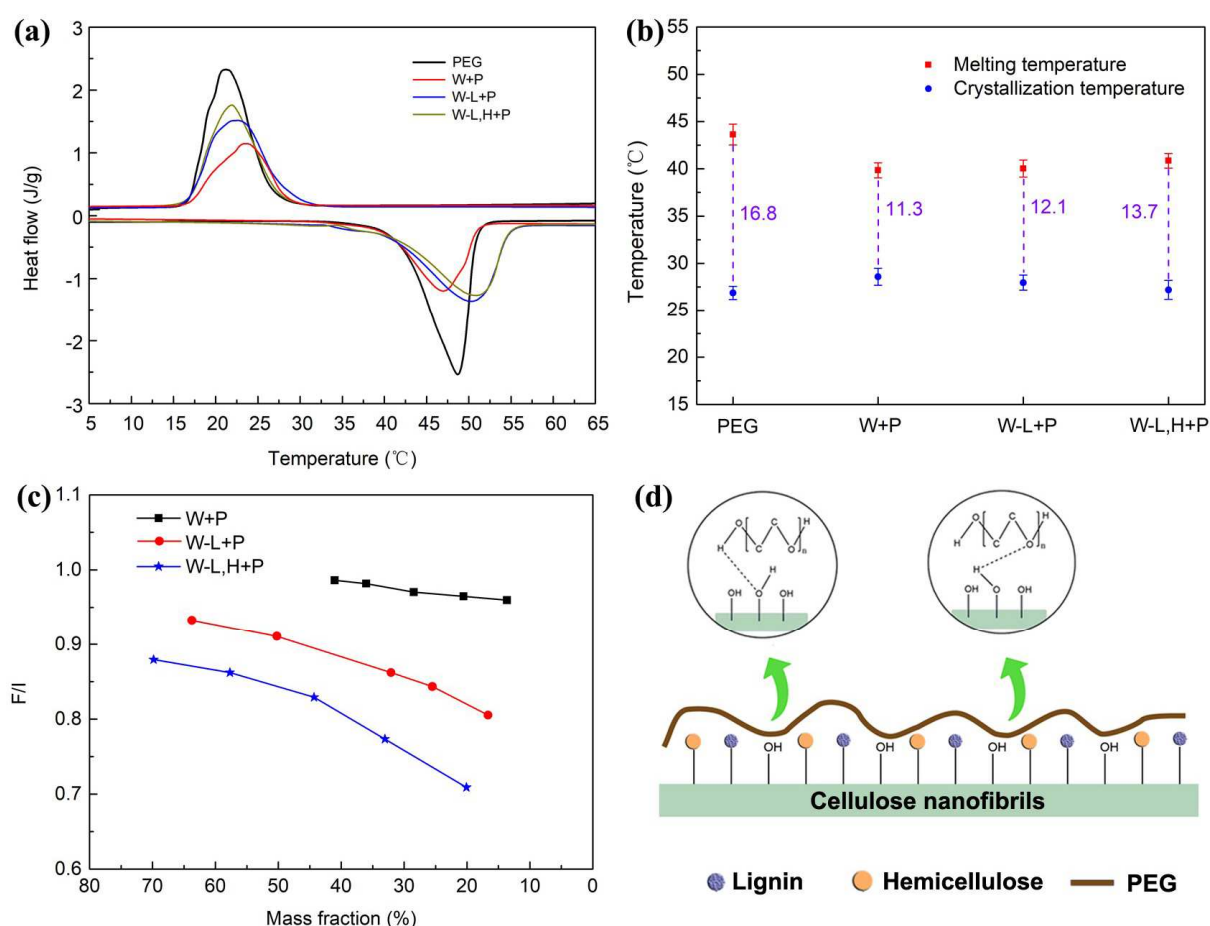 (a)
3
2
1
0
-1
-2
-3
Heat flow (J/g)
PEG
W+P
W-L+P
W-L,H+P
5 10 15 20 25 30 35 40 45 50 55 60 65
Temperature (℃)
(b)
55
50
45
40
35
30
25
20
15
Temperature (℃)
Melting temperature
Crystallization temperature
16.8
11.3
12.1
13.7
PEG W+P W-L+P W-L,H+P
(c)
1.1
1.0
0.9
0.8
0.7
0.6
F/I
W+P
W-L+P
W-L,H+P
80 70 60 50 40 30 20 10 0
Mass fraction (%)
(d)
O C H
H C O n
H H
OH O OH
O C H
H C O n
H
OH O OH
OH OH OH OH
Cellulose nanofibrils
Lignin Hemicellulose PEG